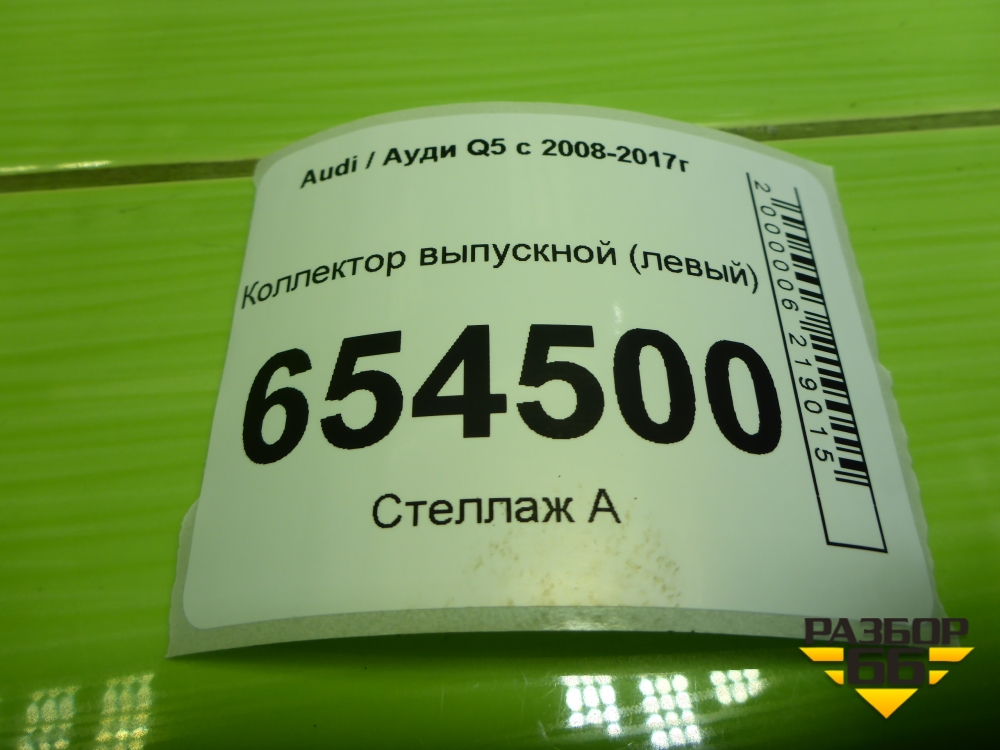 Audi / Ауди Q5 с 2008-2017г
Коллектор выпускной (левый)
654500
Стеллаж А
2000006219015
РАЗБОР
66